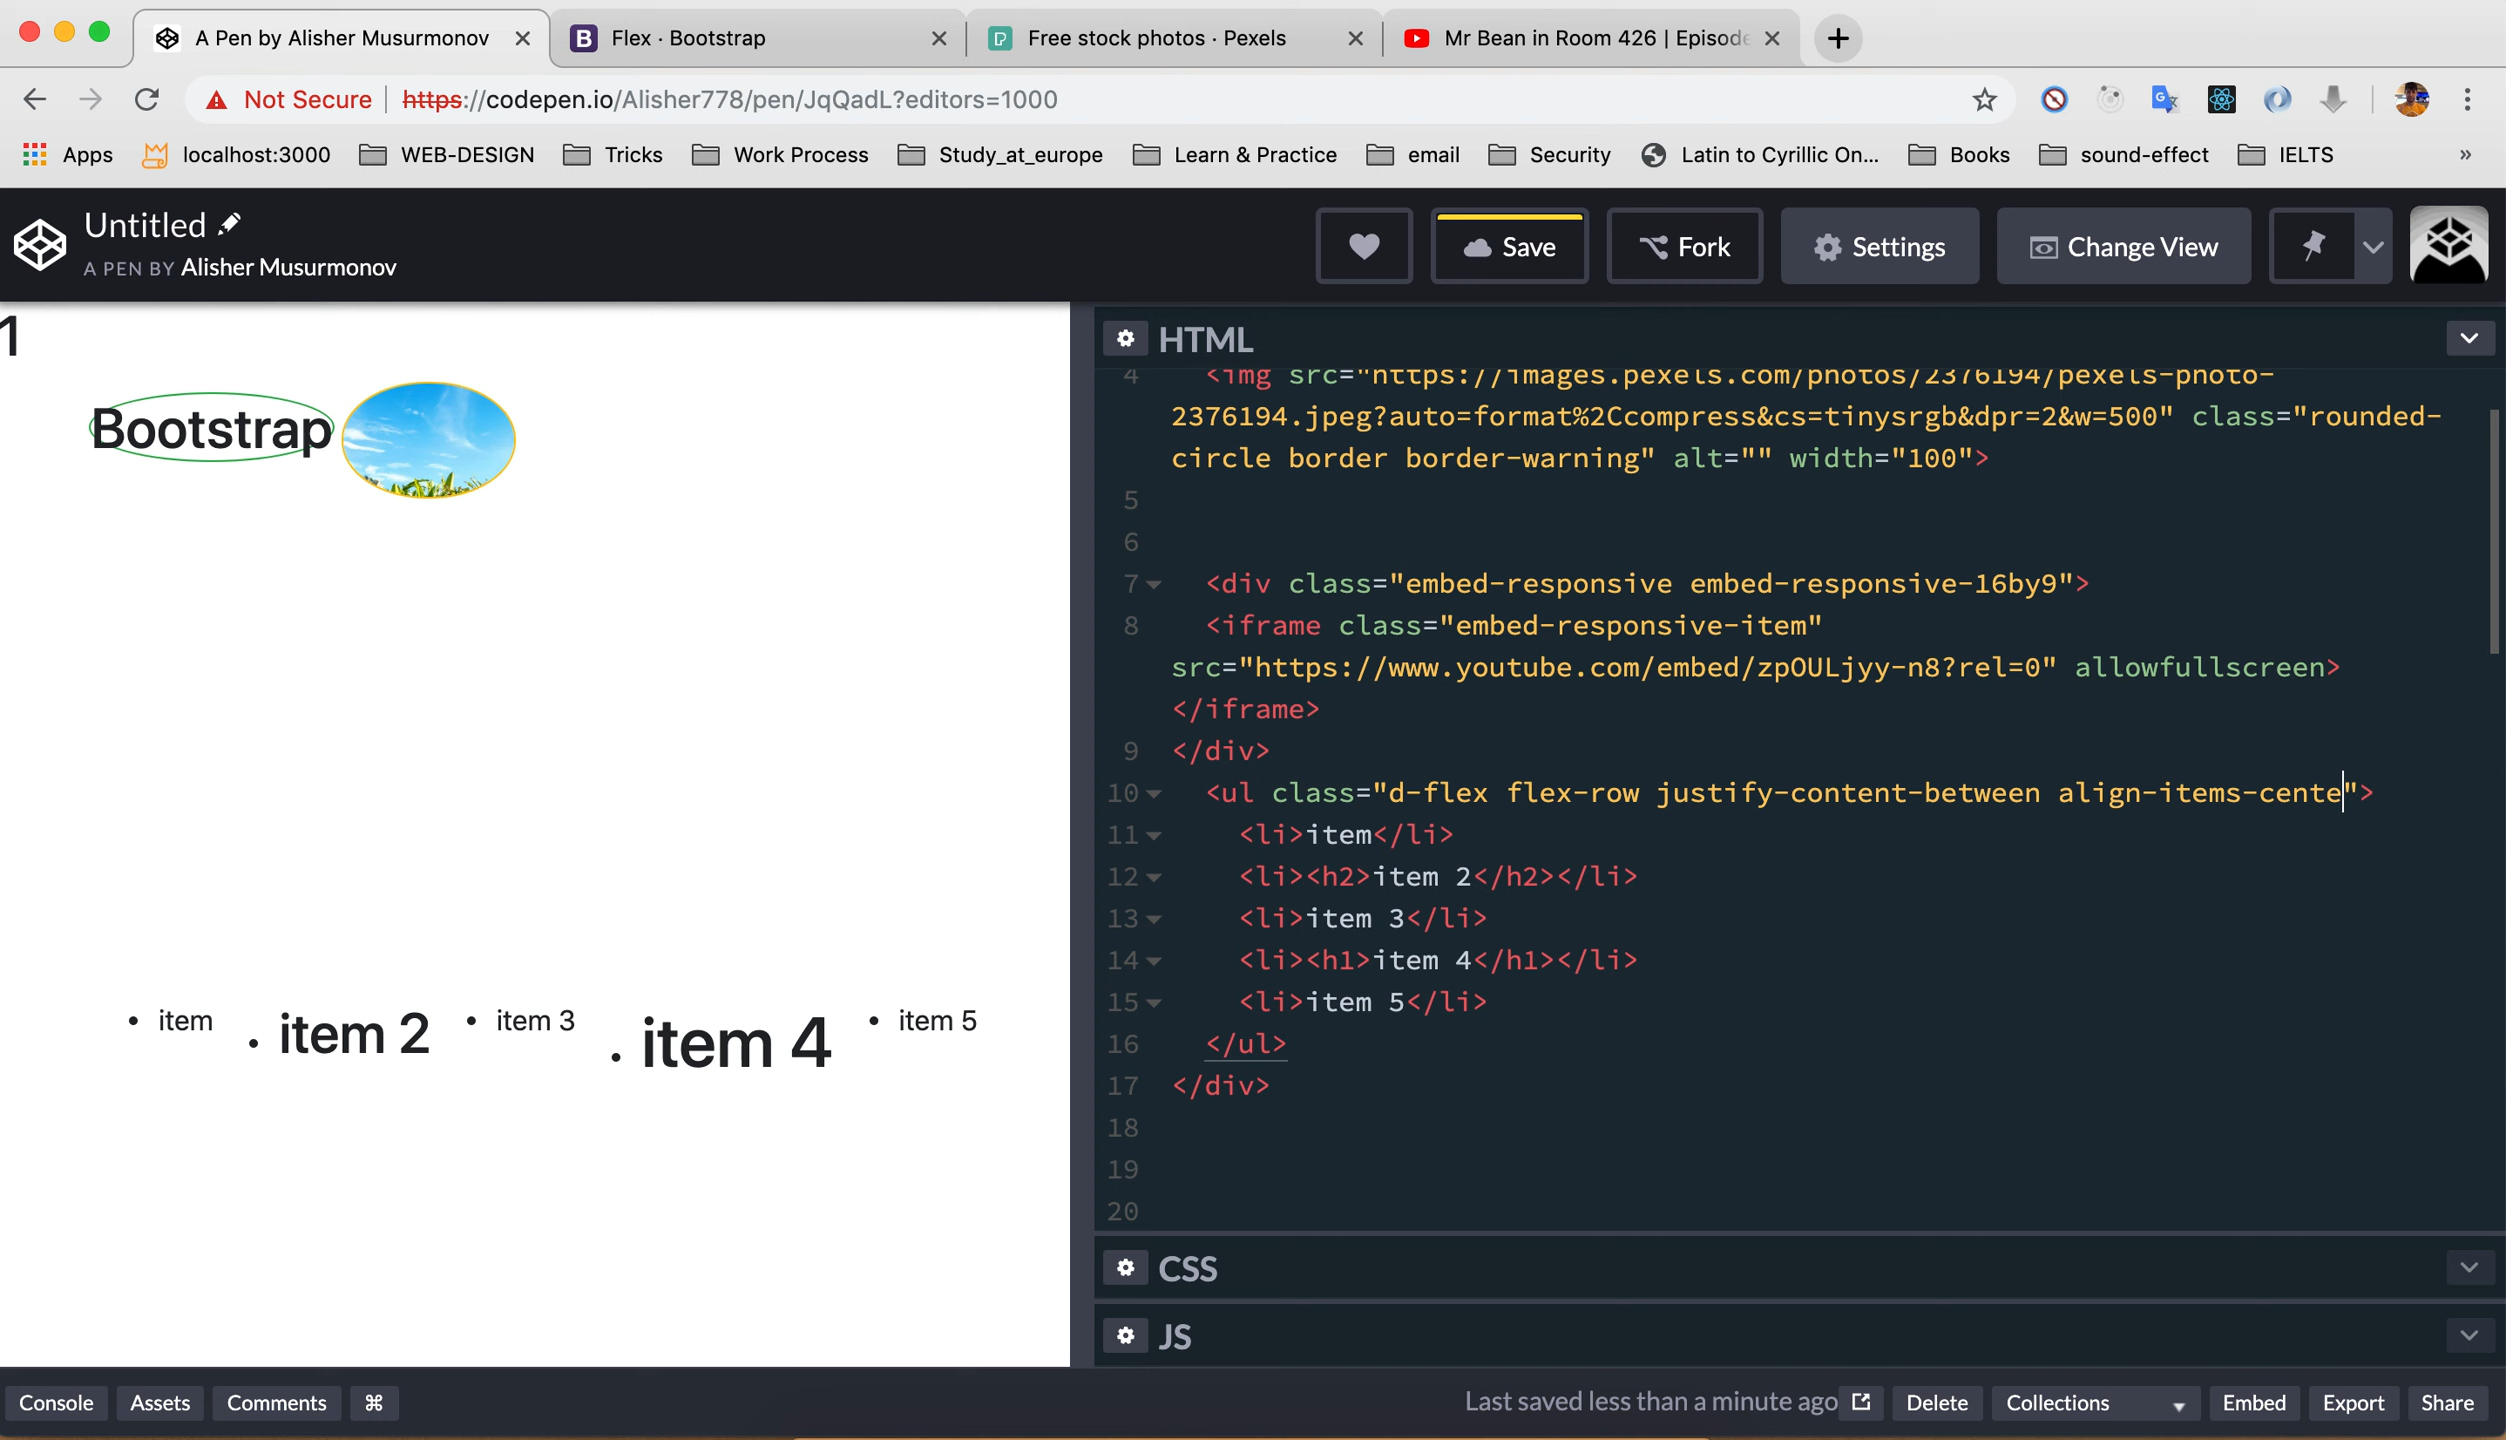 A Pen by Alisher Musurmonov
Flex · Bootstrap
Free stock photos · Pexels
Mr Bean in Room 426 | Episode
Not Secure
https://codepen.io/Alisher778/pen/JqQadL?editors=1000
Apps
localhost:3000
WEB-DESIGN
Tricks
Work Process
Study_at_europe
Learn & Practice
email
Security
Latin to Cyrillic On...
Books
sound-effect
IELTS
»
Untitled
A PEN BY Alisher Musurmonov
Save
Fork
Settings
Change View
1
Bootstrap
• item
• item 2
• item 3
• item 4
• item 5
HTML
4 <img src="https://images.pexels.com/photos/2376194/pexels-photo-
2376194.jpeg?auto=format%2Ccompress&cs=tinysrgb&dpr=2&w=500" class="rounded-
circle border border-warning" alt="" width="100">
5
6
7 <div class="embed-responsive embed-responsive-16by9">
8 <iframe class="embed-responsive-item"
src="https://www.youtube.com/embed/zpOULjyy-n8?rel=0" allowfullscreen>
</iframe>
9 </div>
10 <ul class="d-flex flex-row justify-content-between align-items-cente">
11 <li>item</li>
12 <li><h2>item 2</h2></li>
13 <li>item 3</li>
14 <li><h1>item 4</h1></li>
15 <li>item 5</li>
16 </ul>
17 </div>
18
19
20
CSS
JS
Console
Assets
Comments
⌘
Last saved less than a minute ago
Delete
Collections
Embed
Export
Share